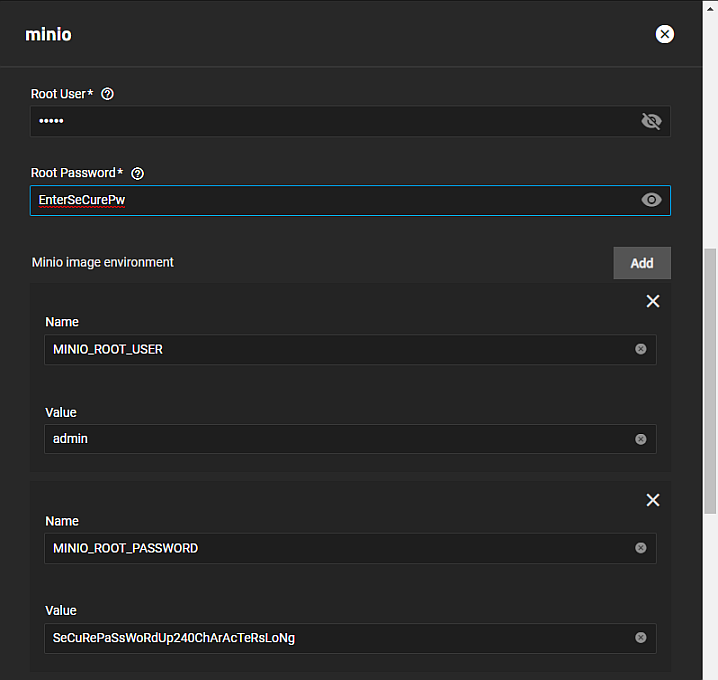 minio
Root User*
•••••
Root Password*
EnterSeCurePw
Minio image environment
Add
Name
MINIO_ROOT_USER
Value
admin
Name
MINIO_ROOT_PASSWORD
Value
SeCuRePaSsWoRdUp240ChArAcTeRsLoNg